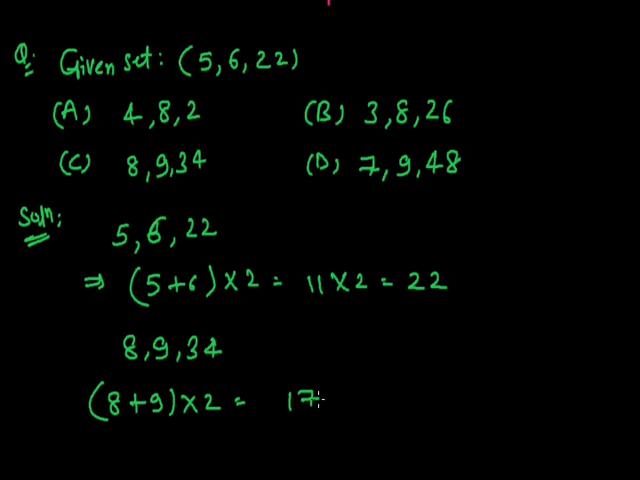 Q: Given set: (5,6,22)
(A) 4,8,2 (B) 3,8,26
(C) 8,9,34 (D) 7,9,48
Soln;
5,6,22
⇒ (5+6)×2 = 11×2 = 22
8,9,34
(8+9)×2 = 17